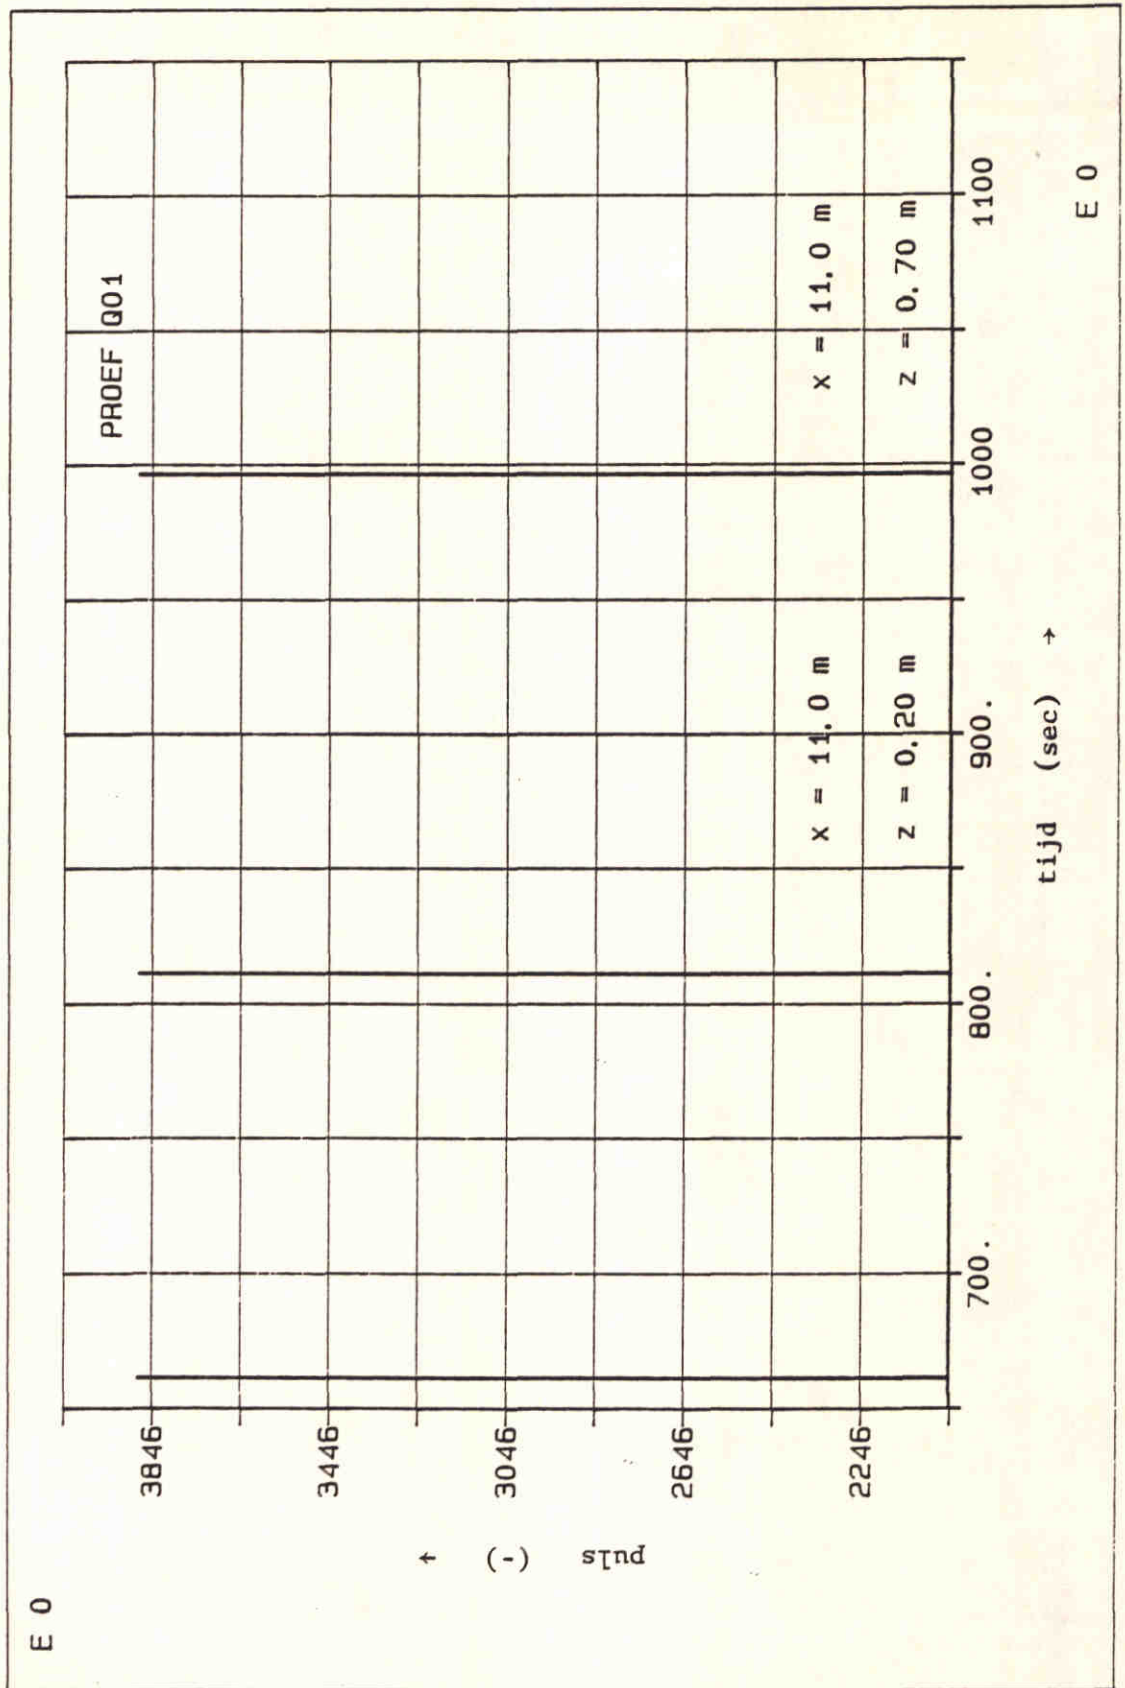 E 0
PROEF Q01
3846
3446
3046
2646
2246
puls (-) →
x = 11.0 m
z = 0.20 m
x = 11.0 m
z = 0.70 m
700.
800.
900.
1000
1100
tijd (sec) →
E 0